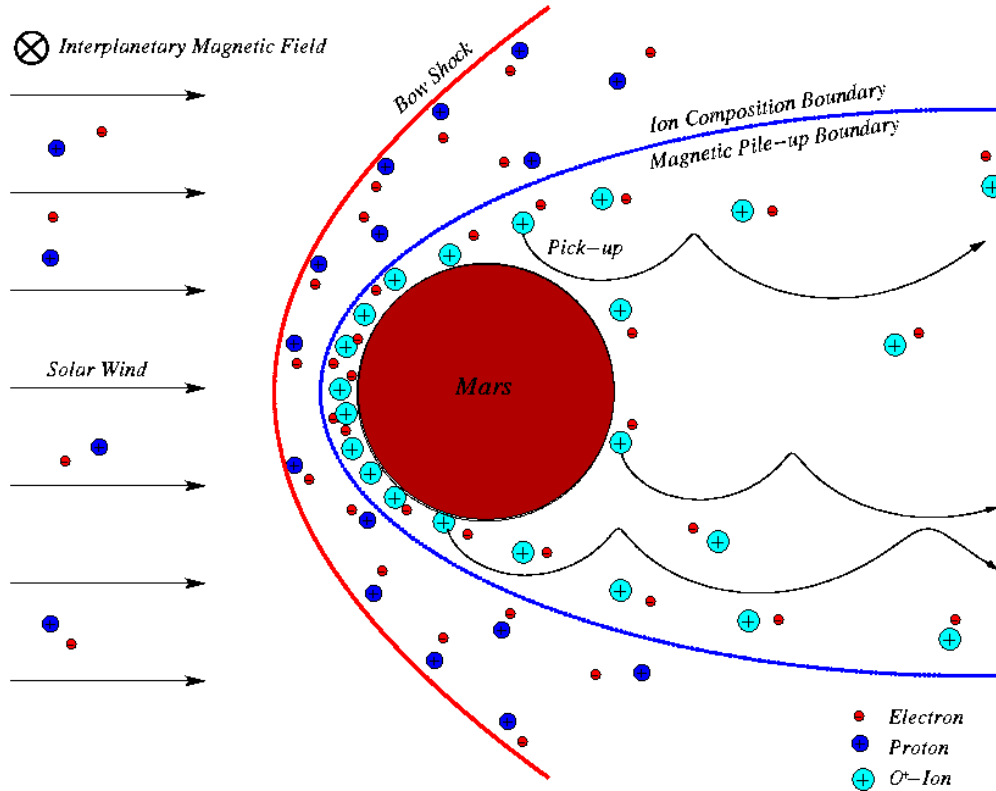 Interplanetary Magnetic Field
Bow Shock
Ion Composition Boundary
Magnetic Pile-up Boundary
Pick-up
Solar Wind
Mars
Electron
Proton
O⁺-Ion